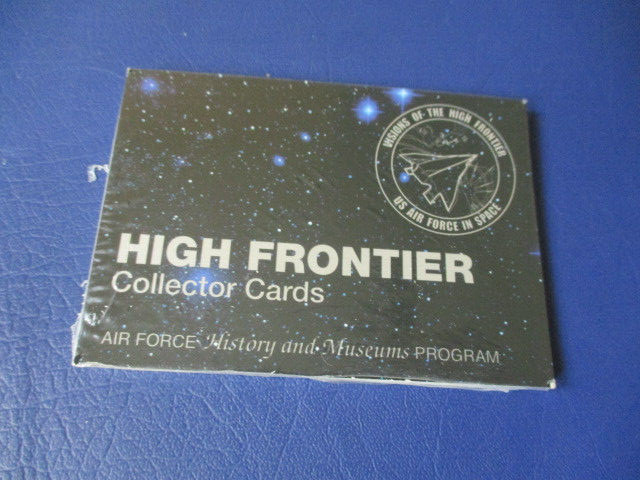 VISIONS OF THE HIGH FRONTIER
US AIR FORCE IN SPACE
HIGH FRONTIER
Collector Cards
AIR FORCE History and Museums PROGRAM